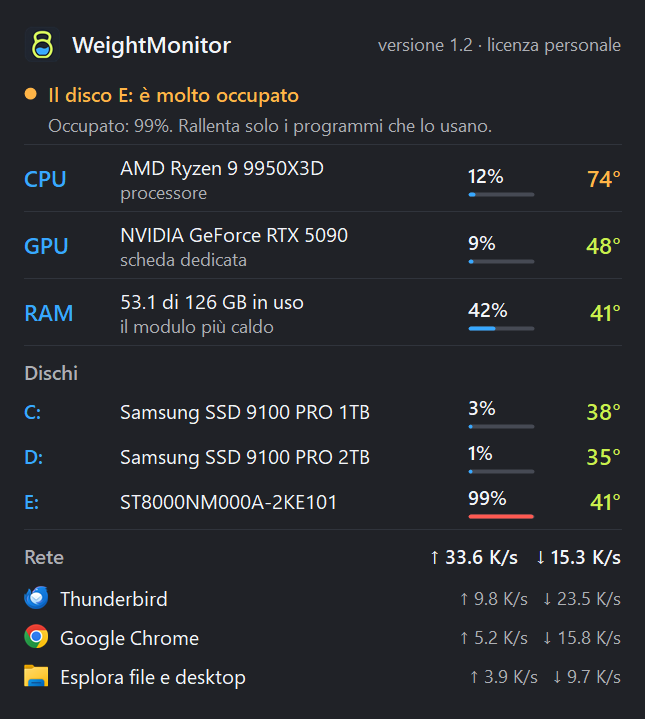 WeightMonitor
versione 1.2 · licenza personale
Il disco E: è molto occupato
Occupato: 99%. Rallenta solo i programmi che lo usano.
CPU AMD Ryzen 9 9950X3D 12% 74°
processore
GPU NVIDIA GeForce RTX 5090 9% 48°
scheda dedicata
RAM 53.1 di 126 GB in uso 42% 41°
il modulo più caldo
Dischi
C: Samsung SSD 9100 PRO 1TB 3% 38°
D: Samsung SSD 9100 PRO 2TB 1% 35°
E: ST8000NM000A-2KE101 99% 41°
Rete ↑ 33.6 K/s ↓ 15.3 K/s
Thunderbird ↑ 9.8 K/s ↓ 23.5 K/s
Google Chrome ↑ 5.2 K/s ↓ 15.8 K/s
Esplora file e desktop ↑ 3.9 K/s ↓ 9.7 K/s